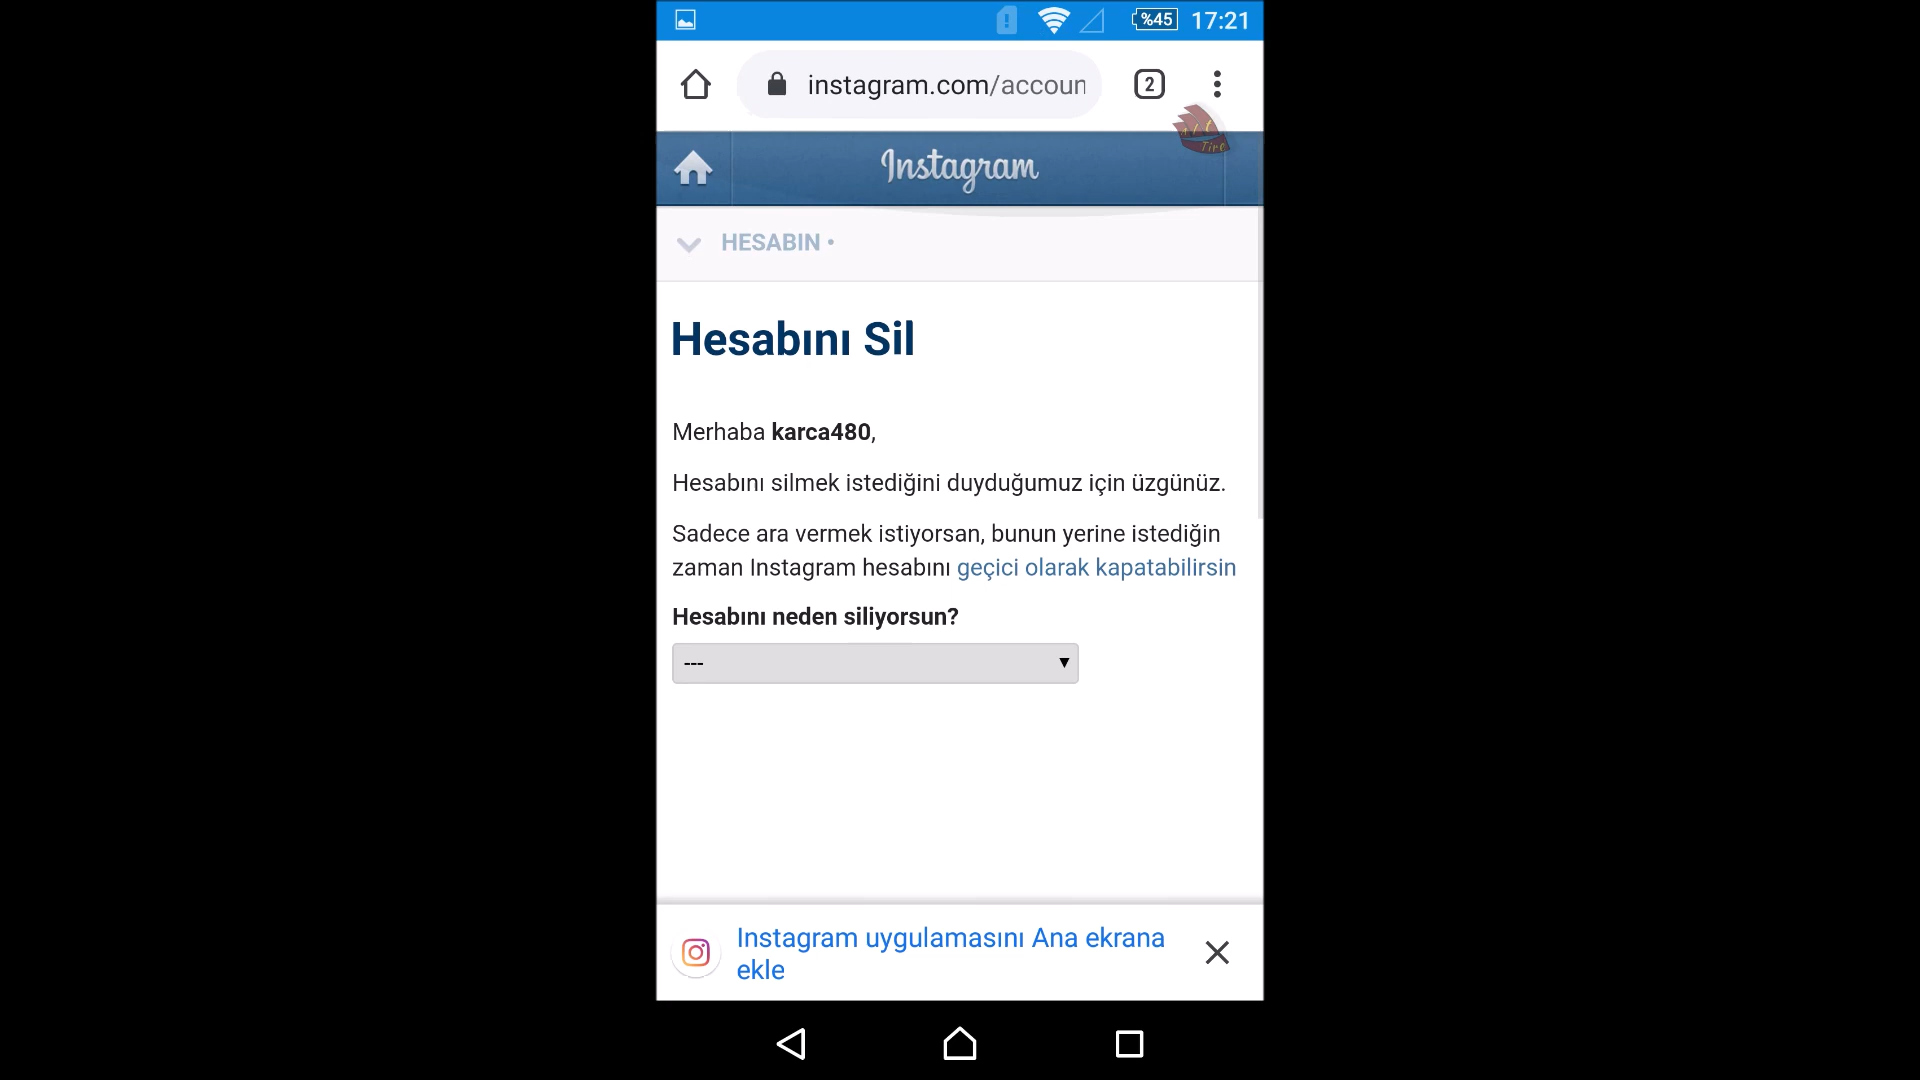 %45 17:21
instagram.com/accoun
2
Tire
Instagram
HESABIN •
Hesabını Sil
Merhaba karca480,
Hesabını silmek istediğini duyduğumuz için üzgünüz.
Sadece ara vermek istiyorsan, bunun yerine istediğin
zaman Instagram hesabını geçici olarak kapatabilirsin
Hesabını neden siliyorsun?
---
Instagram uygulamasını Ana ekrana
ekle